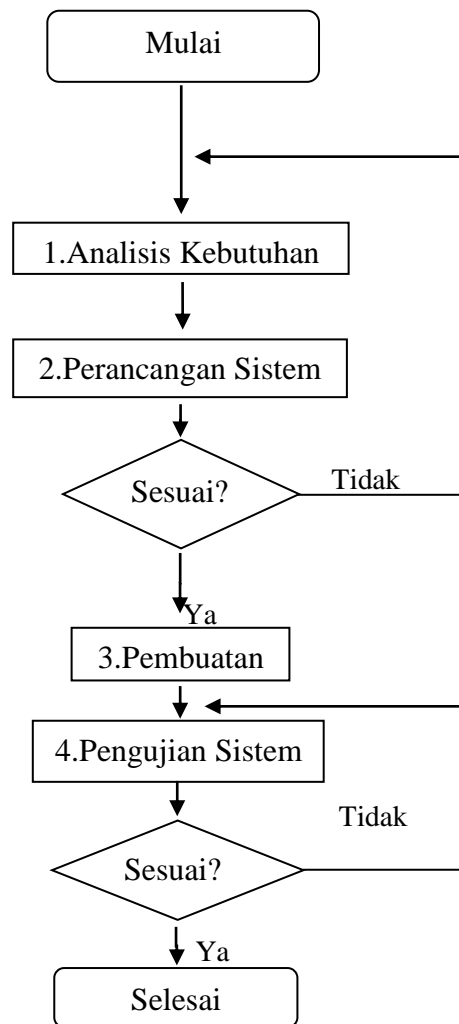 Mulai
1.Analisis Kebutuhan
2.Perancangan Sistem
Sesuai?
Tidak
Ya
3.Pembuatan
4.Pengujian Sistem
Tidak
Sesuai?
Ya
Selesai